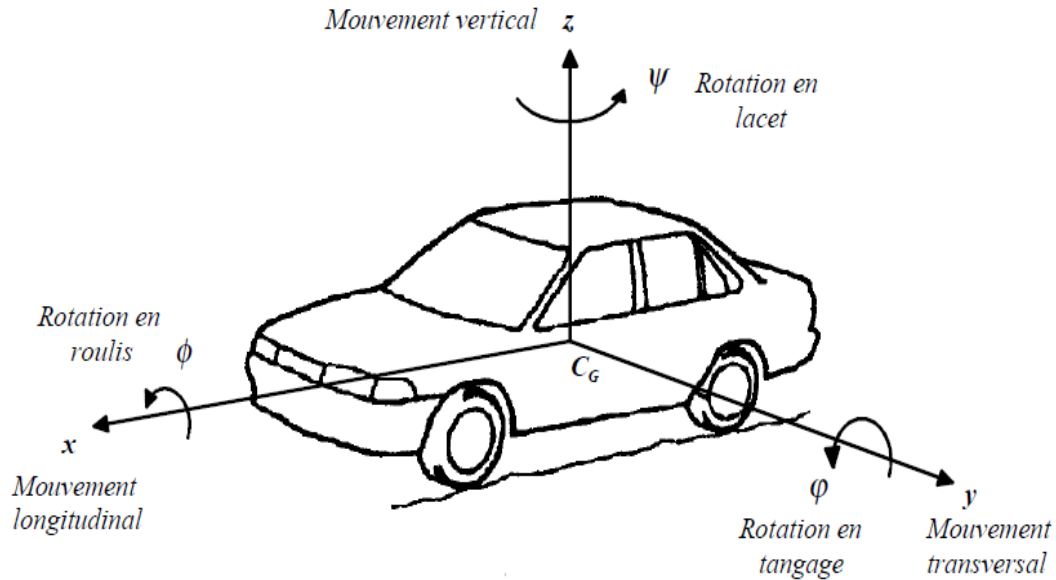 Mouvement vertical
z
ψ
Rotation en
lacet
Rotation en
roulis
ϕ
C_G
x
Mouvement
longitudinal
φ
Rotation en
tangage
y
Mouvement
transversal